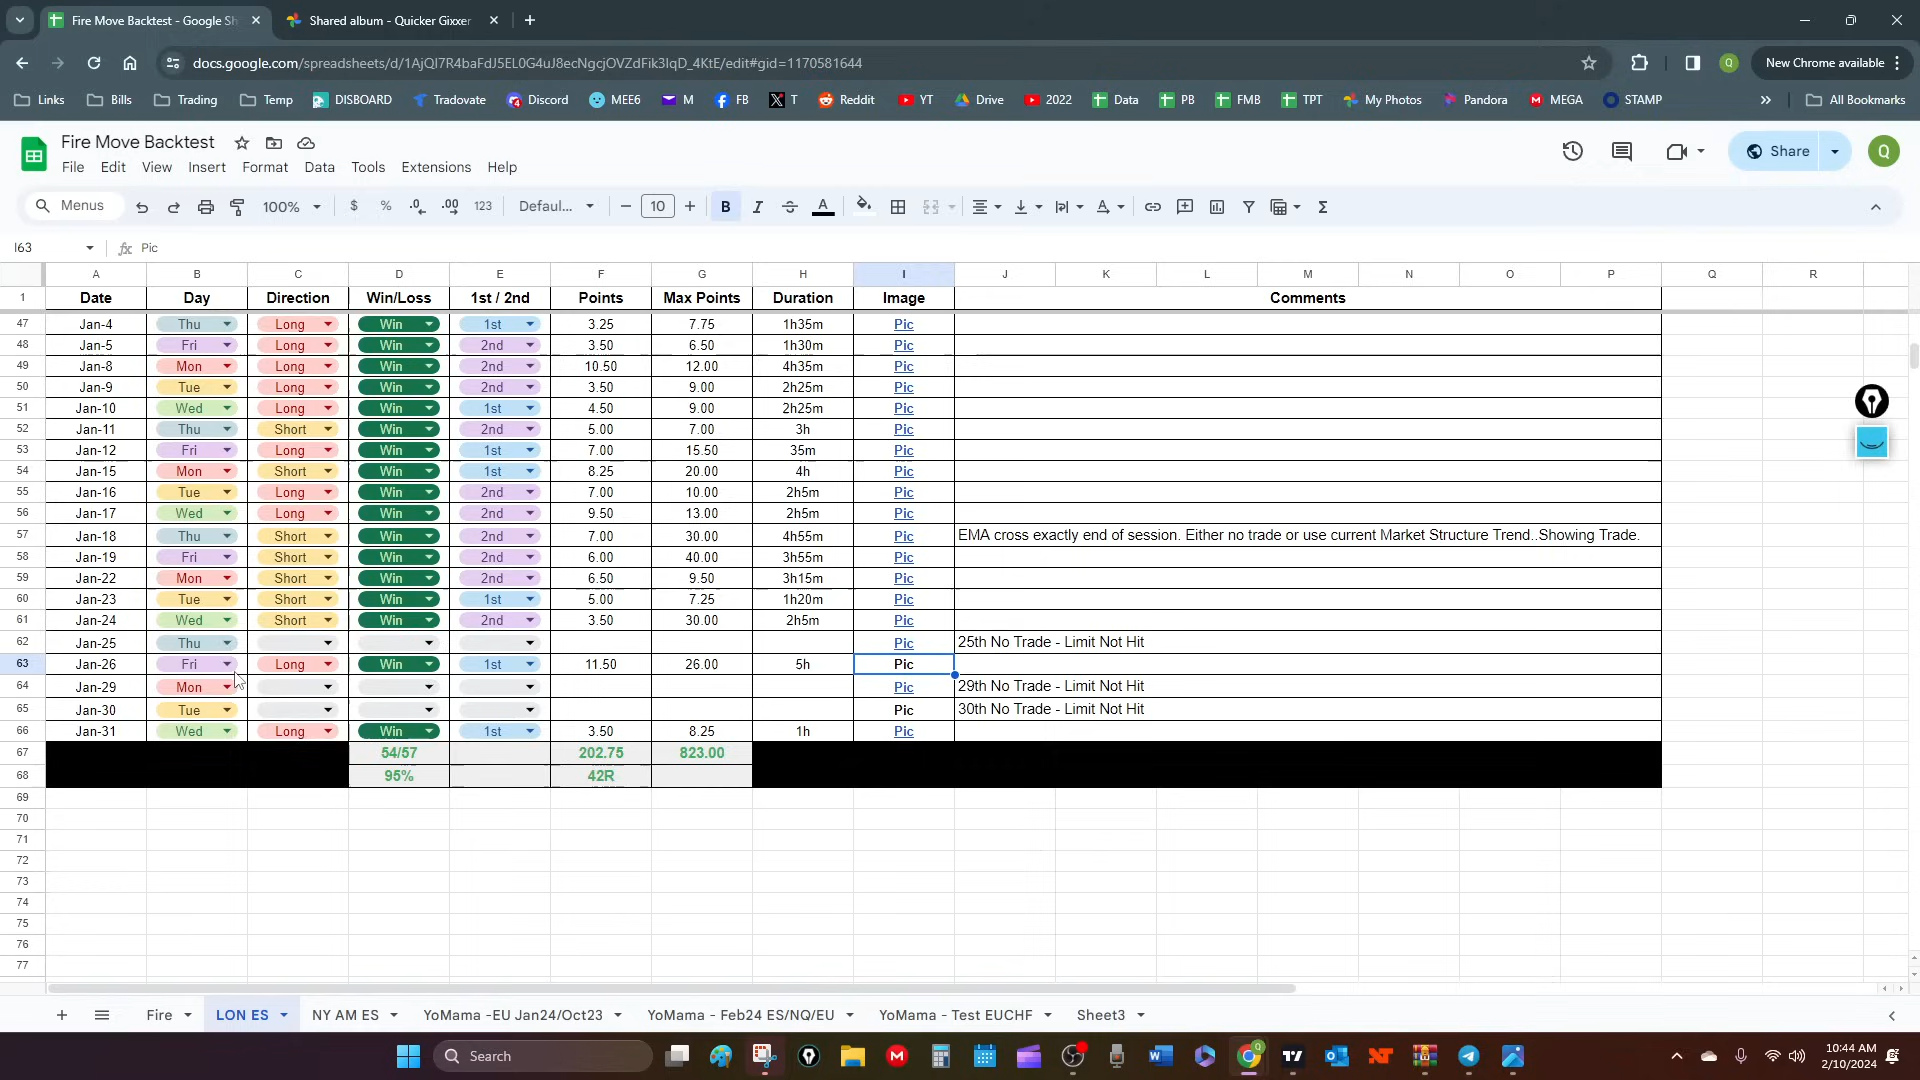 Fire Move Backtest - Google Sh
Shared album - Quicker Gixxer
docs.google.com/spreadsheets/d/1AjQI7R4baFdJ5EL0G4uJ8ecNgcjOVZdFik3IqD_4KtE/edit#gid=1170581644
New Chrome available
Links Bills Trading Temp DISBOARD Tradovate Discord MEE6 M FB T Reddit YT Drive 2022 Data PB FMB TPT My Photos Pandora MEGA STAMP » All Bookmarks
Fire Move Backtest
File Edit View Insert Format Data Tools Extensions Help
Share
Q
Menus 100% $ % .0 .00 123 Defaul... 10 B I A
I63 fx Pic
A B C D E F G H I J K L M N O P Q R
1 Date Day Direction Win/Loss 1st / 2nd Points Max Points Duration Image Comments
47 Jan-4 Thu Long Win 1st 3.25 7.75 1h35m Pic
48 Jan-5 Fri Long Win 2nd 3.50 6.50 1h30m Pic
49 Jan-8 Mon Long Win 2nd 10.50 12.00 4h35m Pic
50 Jan-9 Tue Long Win 2nd 3.50 9.00 2h25m Pic
51 Jan-10 Wed Long Win 1st 4.50 9.00 2h25m Pic
52 Jan-11 Thu Short Win 2nd 5.00 7.00 3h Pic
53 Jan-12 Fri Long Win 1st 7.00 15.50 35m Pic
54 Jan-15 Mon Short Win 1st 8.25 20.00 4h Pic
55 Jan-16 Tue Long Win 2nd 7.00 10.00 2h5m Pic
56 Jan-17 Wed Long Win 2nd 9.50 13.00 2h5m Pic
57 Jan-18 Thu Short Win 2nd 7.00 30.00 4h55m Pic EMA cross exactly end of session. Either no trade or use current Market Structure Trend..Showing Trade.
58 Jan-19 Fri Short Win 2nd 6.00 40.00 3h55m Pic
59 Jan-22 Mon Short Win 2nd 6.50 9.50 3h15m Pic
60 Jan-23 Tue Short Win 1st 5.00 7.25 1h20m Pic
61 Jan-24 Wed Short Win 2nd 3.50 30.00 2h5m Pic
62 Jan-25 Thu Pic 25th No Trade - Limit Not Hit
63 Jan-26 Fri Long Win 1st 11.50 26.00 5h Pic
64 Jan-29 Mon Pic 29th No Trade - Limit Not Hit
65 Jan-30 Tue Pic 30th No Trade - Limit Not Hit
66 Jan-31 Wed Long Win 1st 3.50 8.25 1h Pic
67 54/57 202.75 823.00
68 95% 42R
69
70
71
72
73
74
75
76
77
Fire LON ES NY AM ES YoMama -EU Jan24/Oct23 YoMama - Feb24 ES/NQ/EU YoMama - Test EUCHF Sheet3
Search
10:44 AM
2/10/2024